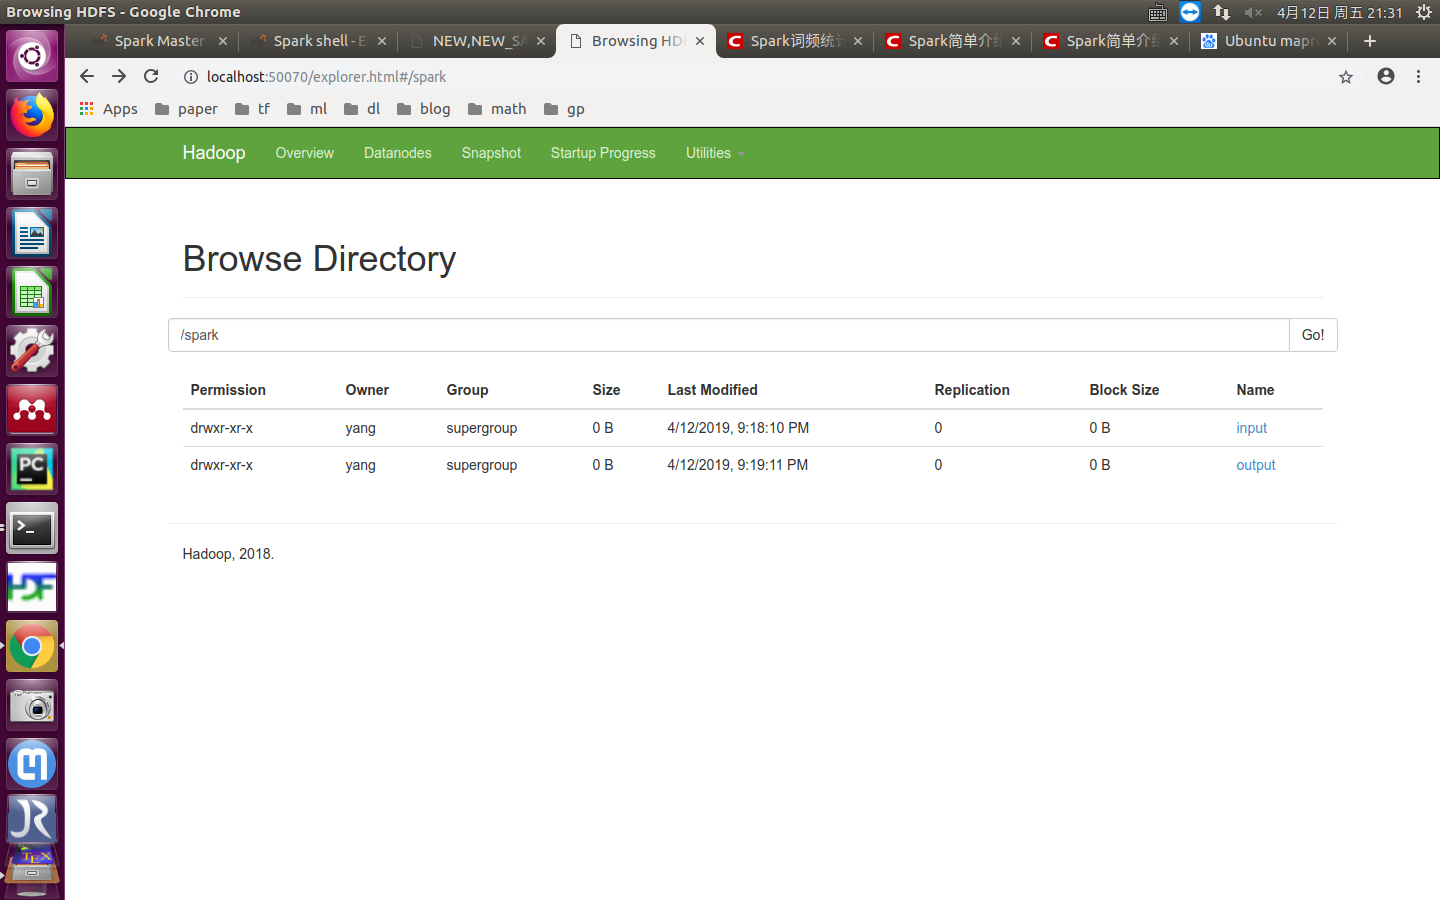 Browsing HDFS - Google Chrome
4月12日 周五 21:31
Spark Master
Spark shell - E
NEW,NEW_SA
Browsing HDF
Spark词频统计
Spark简单介绍
Spark简单介绍
Ubuntu mapre
localhost:50070/explorer.html#/spark
Apps paper tf ml dl blog math gp
Hadoop Overview Datanodes Snapshot Startup Progress Utilities
Browse Directory
/spark Go!
Permission Owner Group Size Last Modified Replication Block Size Name
drwxr-xr-x yang supergroup 0 B 4/12/2019, 9:18:10 PM 0 0 B input
drwxr-xr-x yang supergroup 0 B 4/12/2019, 9:19:11 PM 0 0 B output
Hadoop, 2018.
PC
HDF
JR
TEX